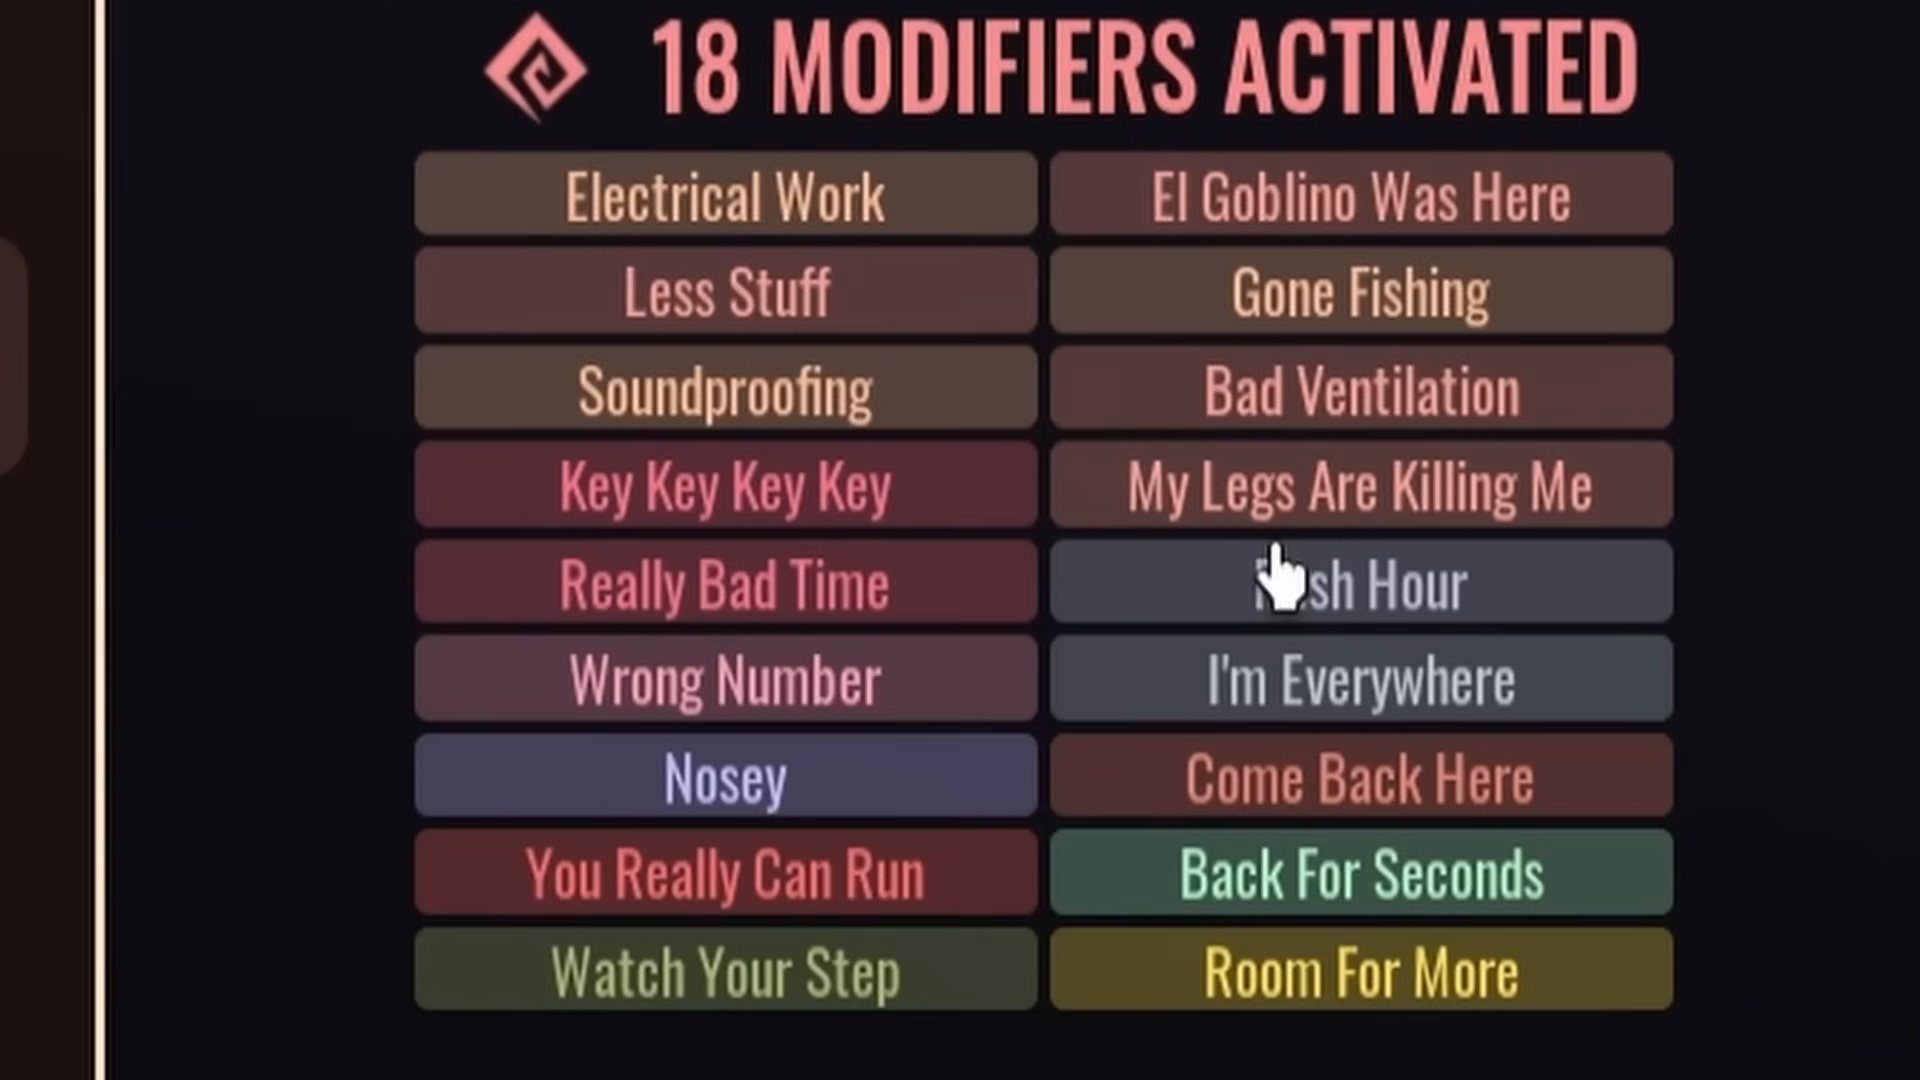 18 MODIFIERS ACTIVATED
Electrical Work
El Goblino Was Here
Less Stuff
Gone Fishing
Soundproofing
Bad Ventilation
Key Key Key Key
My Legs Are Killing Me
Really Bad Time
Hour
Wrong Number
I'm Everywhere
Nosey
Come Back Here
You Really Can Run
Back For Seconds
Watch Your Step
Room For More